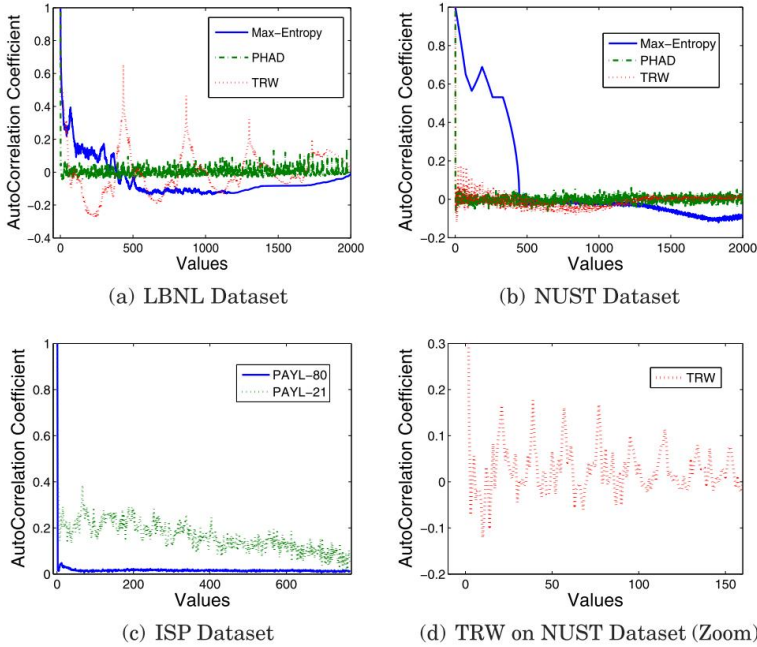 AutoCorrelation Coefficient
1
0.8
0.6
0.4
0.2
0
−0.2
−0.4
0 500 1000 1500 2000
Values
Max−Entropy
PHAD
TRW
(a) LBNL Dataset
AutoCorrelation Coefficient
1
0.8
0.6
0.4
0.2
0
−0.2
0 500 1000 1500 2000
Values
Max−Entropy
PHAD
TRW
(b) NUST Dataset
AutoCorrelation Coefficient
1
0.8
0.6
0.4
0.2
0
0 200 400 600
Values
PAYL−80
PAYL−21
(c) ISP Dataset
AutoCorrelation Coefficient
0.3
0.2
0.1
0
−0.1
−0.2
0 50 100 150
Values
TRW
(d) TRW on NUST Dataset (Zoom)